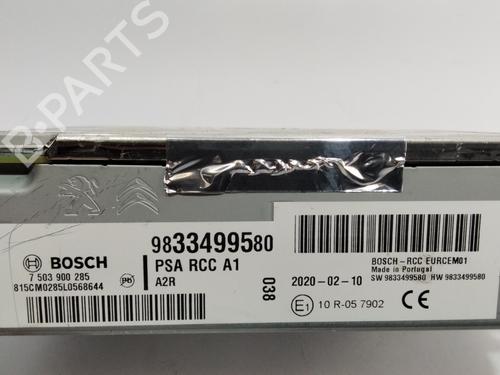 B-PARTS
BOSCH
7 503 900 285
815CM0285L0568644
9833499580
PSA RCC A1
A2R
038
2020-02-10
E1 10 R-05 7902
BOSCH-RCC EURCEM01
Made in Portugal
SW 9833499580 HW 9833499580
CE